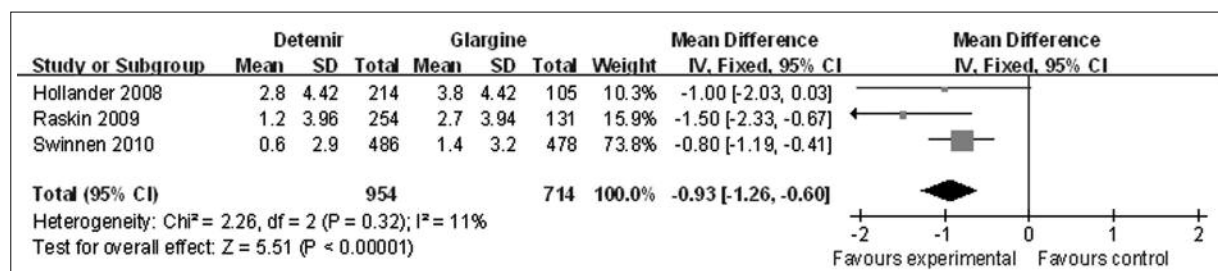 Detemir Glargine Mean Difference Mean Difference
Study or Subgroup Mean SD Total Mean SD Total Weight IV, Fixed, 95% CI IV, Fixed, 95% CI
Hollander 2008 2.8 4.42 214 3.8 4.42 105 10.3% -1.00 [-2.03, 0.03]
Raskin 2009 1.2 3.96 254 2.7 3.94 131 15.9% -1.50 [-2.33, -0.67]
Swinnen 2010 0.6 2.9 486 1.4 3.2 478 73.8% -0.80 [-1.19, -0.41]
Total (95% CI) 954 714 100.0% -0.93 [-1.26, -0.60]
Heterogeneity: Chi² = 2.26, df = 2 (P = 0.32); I² = 11%
Test for overall effect: Z = 5.51 (P < 0.00001)
-2 -1 0 1 2
Favours experimental Favours control